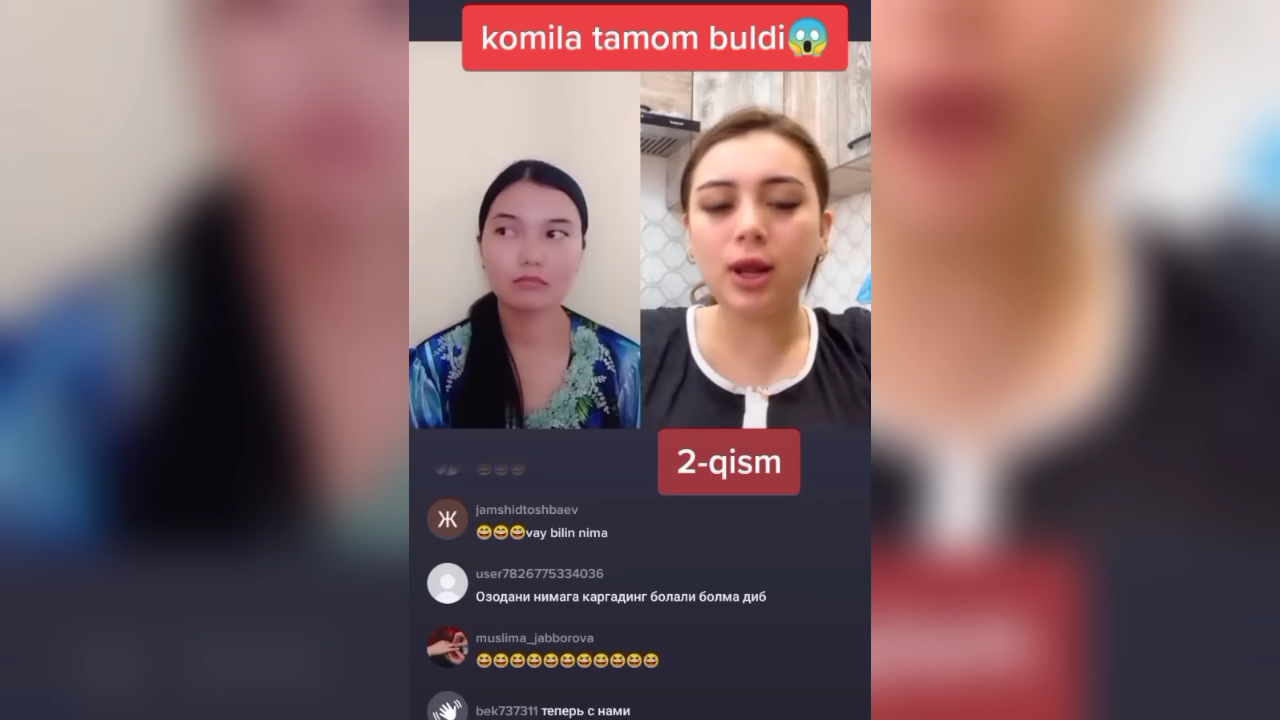 komila tamom buldi😱
2-qism
😂😂😂
jamshidtoshbaev
Ж
😂😂😂vay bilin nima
user7826775334036
Озодани нимага каргадинг болали болма диб
muslima_jabborova
😂😂😂😂😂😂😂😂😂😂😂
bek737311 теперь с нами